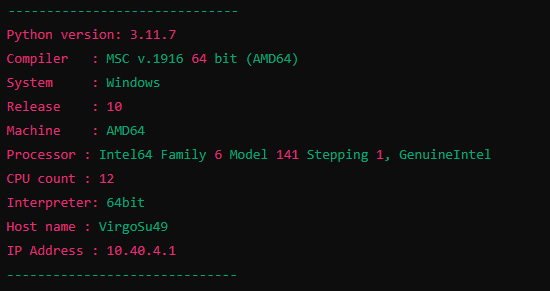 ------------------------------
Python version: 3.11.7
Compiler   : MSC v.1916 64 bit (AMD64)
System     : Windows
Release    : 10
Machine    : AMD64
Processor : Intel64 Family 6 Model 141 Stepping 1, GenuineIntel
CPU count : 12
Interpreter: 64bit
Host name : VirgoSu49
IP Address : 10.40.4.1
------------------------------